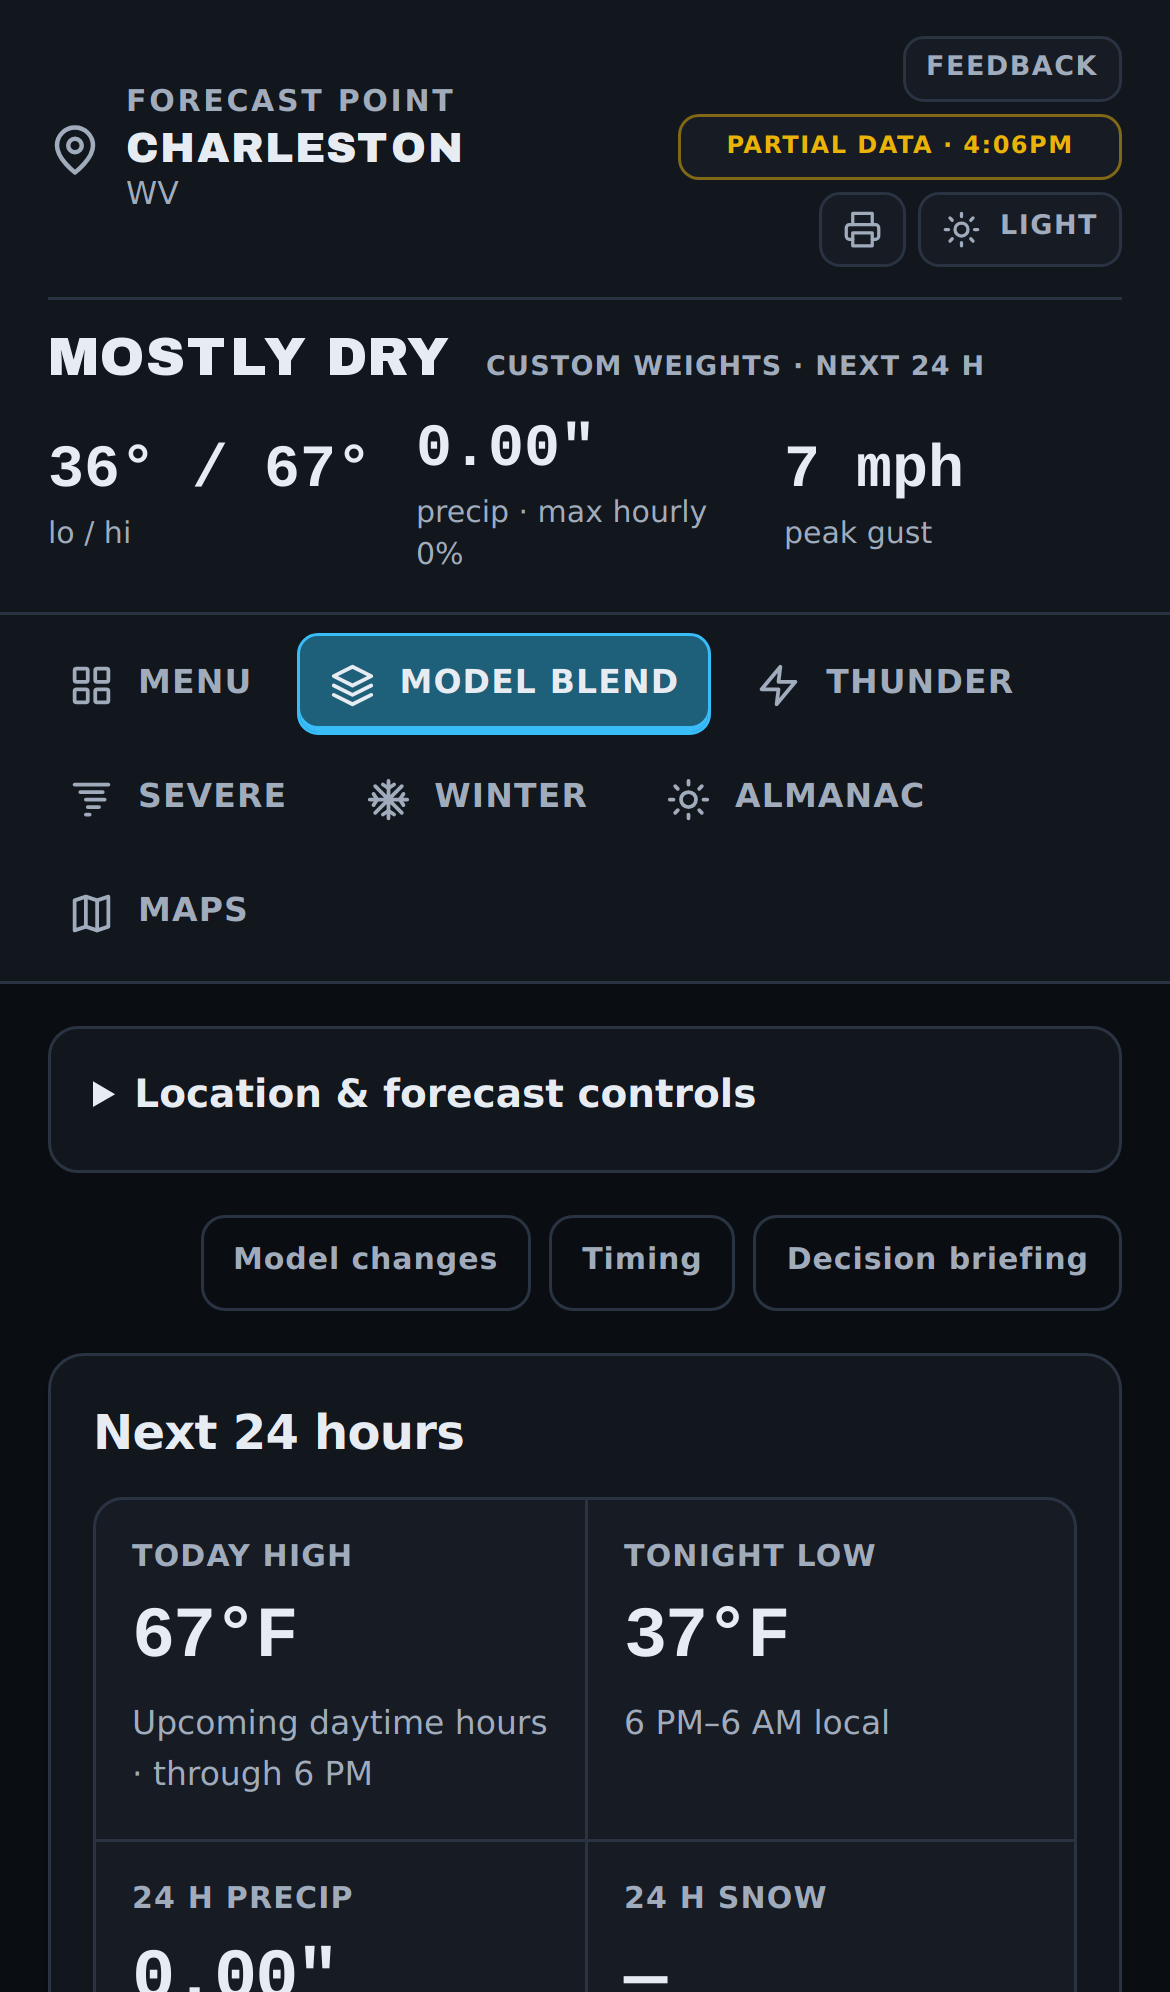 FORECAST POINT
CHARLESTON
WV
FEEDBACK
PARTIAL DATA · 4:06PM
LIGHT
MOSTLY DRY CUSTOM WEIGHTS · NEXT 24 H
36° / 67°
lo / hi
0.00"
precip · max hourly
0%
7 mph
peak gust
MENU
MODEL BLEND
THUNDER
SEVERE
WINTER
ALMANAC
MAPS
Location & forecast controls
Model changes
Timing
Decision briefing
Next 24 hours
TODAY HIGH
67°F
Upcoming daytime hours
· through 6 PM
TONIGHT LOW
37°F
6 PM–6 AM local
24 H PRECIP
0.00"
24 H SNOW
—